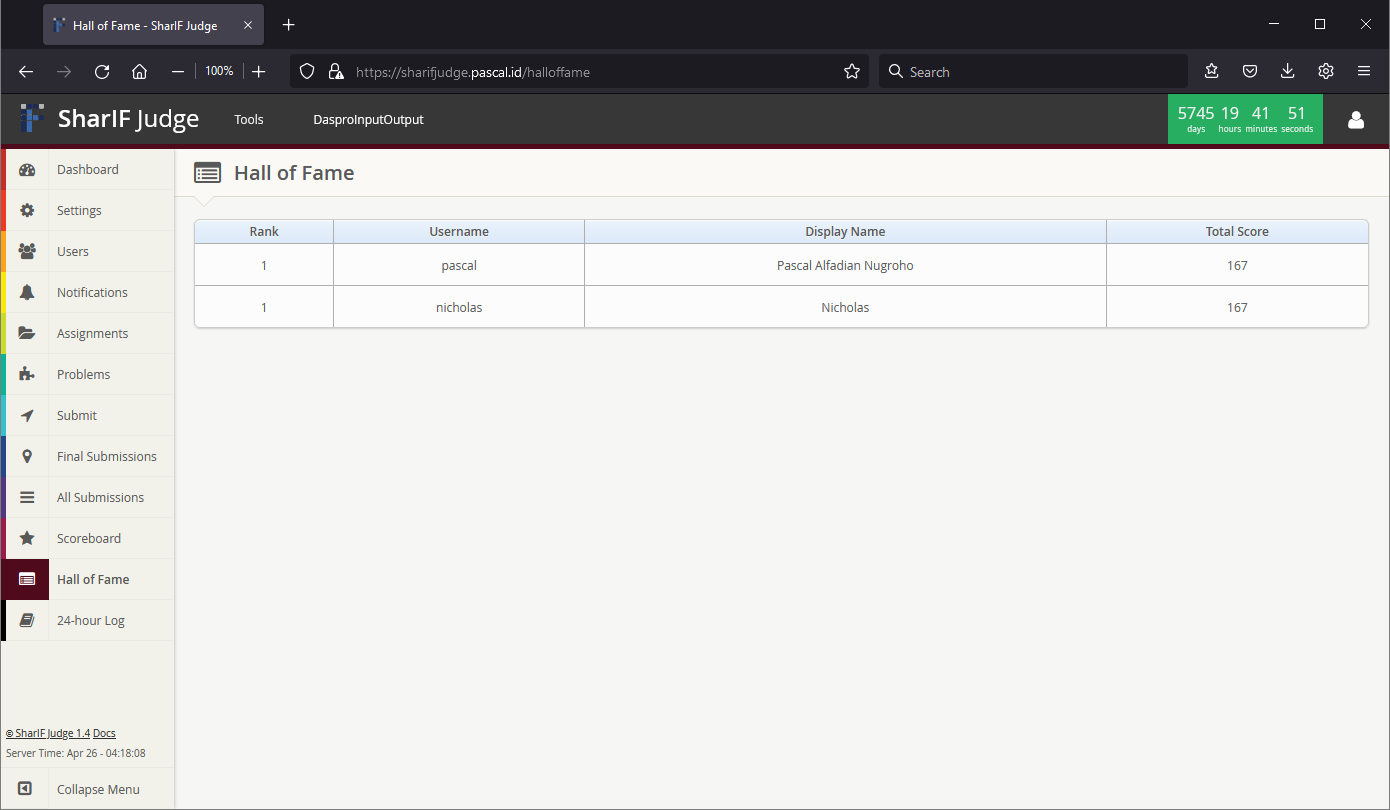 Hall of Fame - SharIF Judge
100%
https://sharifjudge.pascal.id/halloffame
Search
SharIF Judge Tools DasproInputOutput
5745 19 41 51
days hours minutes seconds
Dashboard
Settings
Users
Notifications
Assignments
Problems
Submit
Final Submissions
All Submissions
Scoreboard
Hall of Fame
24-hour Log
© SharIF Judge 1.4 Docs
Server Time: Apr 26 - 04:18:08
Collapse Menu
Hall of Fame
Rank Username Display Name Total Score
1 pascal Pascal Alfadian Nugroho 167
1 nicholas Nicholas 167